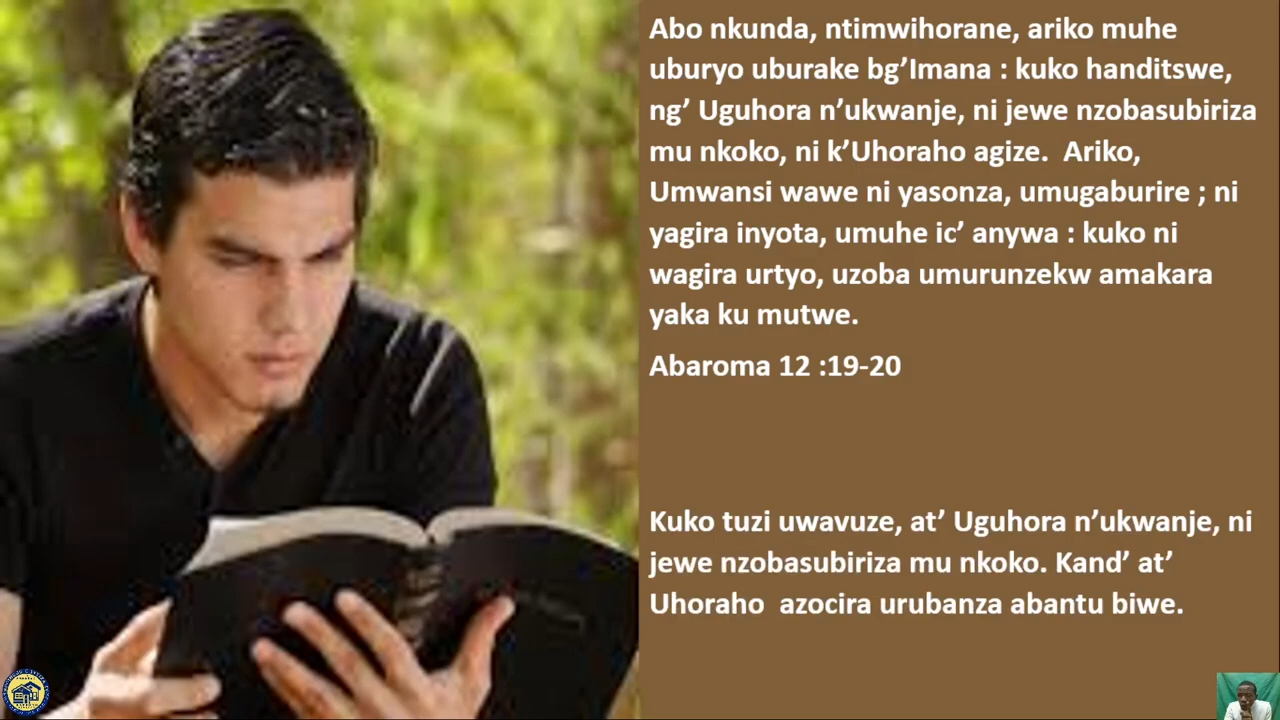 Abo nkunda, ntimwihorane, ariko muhe
uburyo uburake bg’Imana : kuko handitswe,
ng’ Uguhora n’ukwanje, ni jewe nzobasubiriza
mu nkoko, ni k’Uhoraho agize.  Ariko,
Umwansi wawe ni yasonza, umugaburire ; ni
yagira inyota, umuhe ic’ anywa : kuko ni
wagira urtyo, uzoba umurunzekw amakara
yaka ku mutwe.
Abaroma 12 :19-20
Kuko tuzi uwavuze, at’ Uguhora n’ukwanje, ni
jewe nzobasubiriza mu nkoko. Kand’ at’
Uhoraho  azocira urubanza abantu biwe.